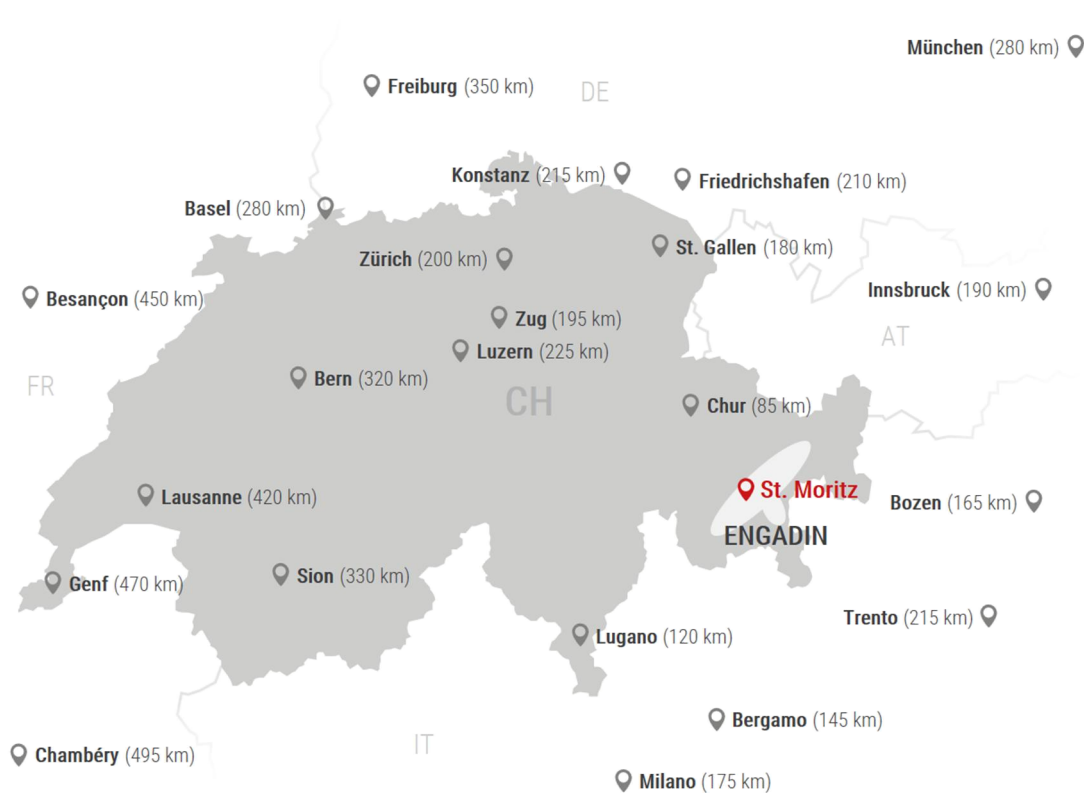 München (280 km)
Freiburg (350 km)
DE
Konstanz (215 km)
Friedrichshafen (210 km)
Basel (280 km)
Zürich (200 km)
St. Gallen (180 km)
Besançon (450 km)
Innsbruck (190 km)
Zug (195 km)
AT
Luzern (225 km)
Bern (320 km)
FR
CH
Chur (85 km)
St. Moritz
Lausanne (420 km)
Bozen (165 km)
ENGADIN
Genf (470 km)
Sion (330 km)
Trento (215 km)
Lugano (120 km)
Bergamo (145 km)
IT
Chambéry (495 km)
Milano (175 km)